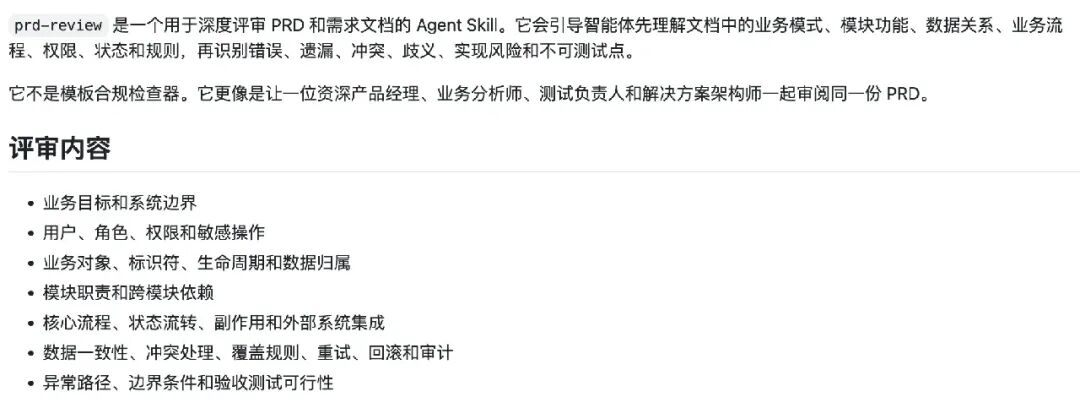 prd-review 是一个用于深度评审 PRD 和需求文档的 Agent Skill。它会引导智能体先理解文档中的业务模式、模块功能、数据关系、业务流
程、权限、状态和规则，再识别错误、遗漏、冲突、歧义、实现风险和不可测试点。
它不是模板合规检查器。它更像是让一位资深产品经理、业务分析师、测试负责人和解决方案架构师一起审阅同一份 PRD。
评审内容
• 业务目标和系统边界
• 用户、角色、权限和敏感操作
• 业务对象、标识符、生命周期和数据归属
• 模块职责和跨模块依赖
• 核心流程、状态流转、副作用和外部系统集成
• 数据一致性、冲突处理、覆盖规则、重试、回滚和审计
• 异常路径、边界条件和验收测试可行性